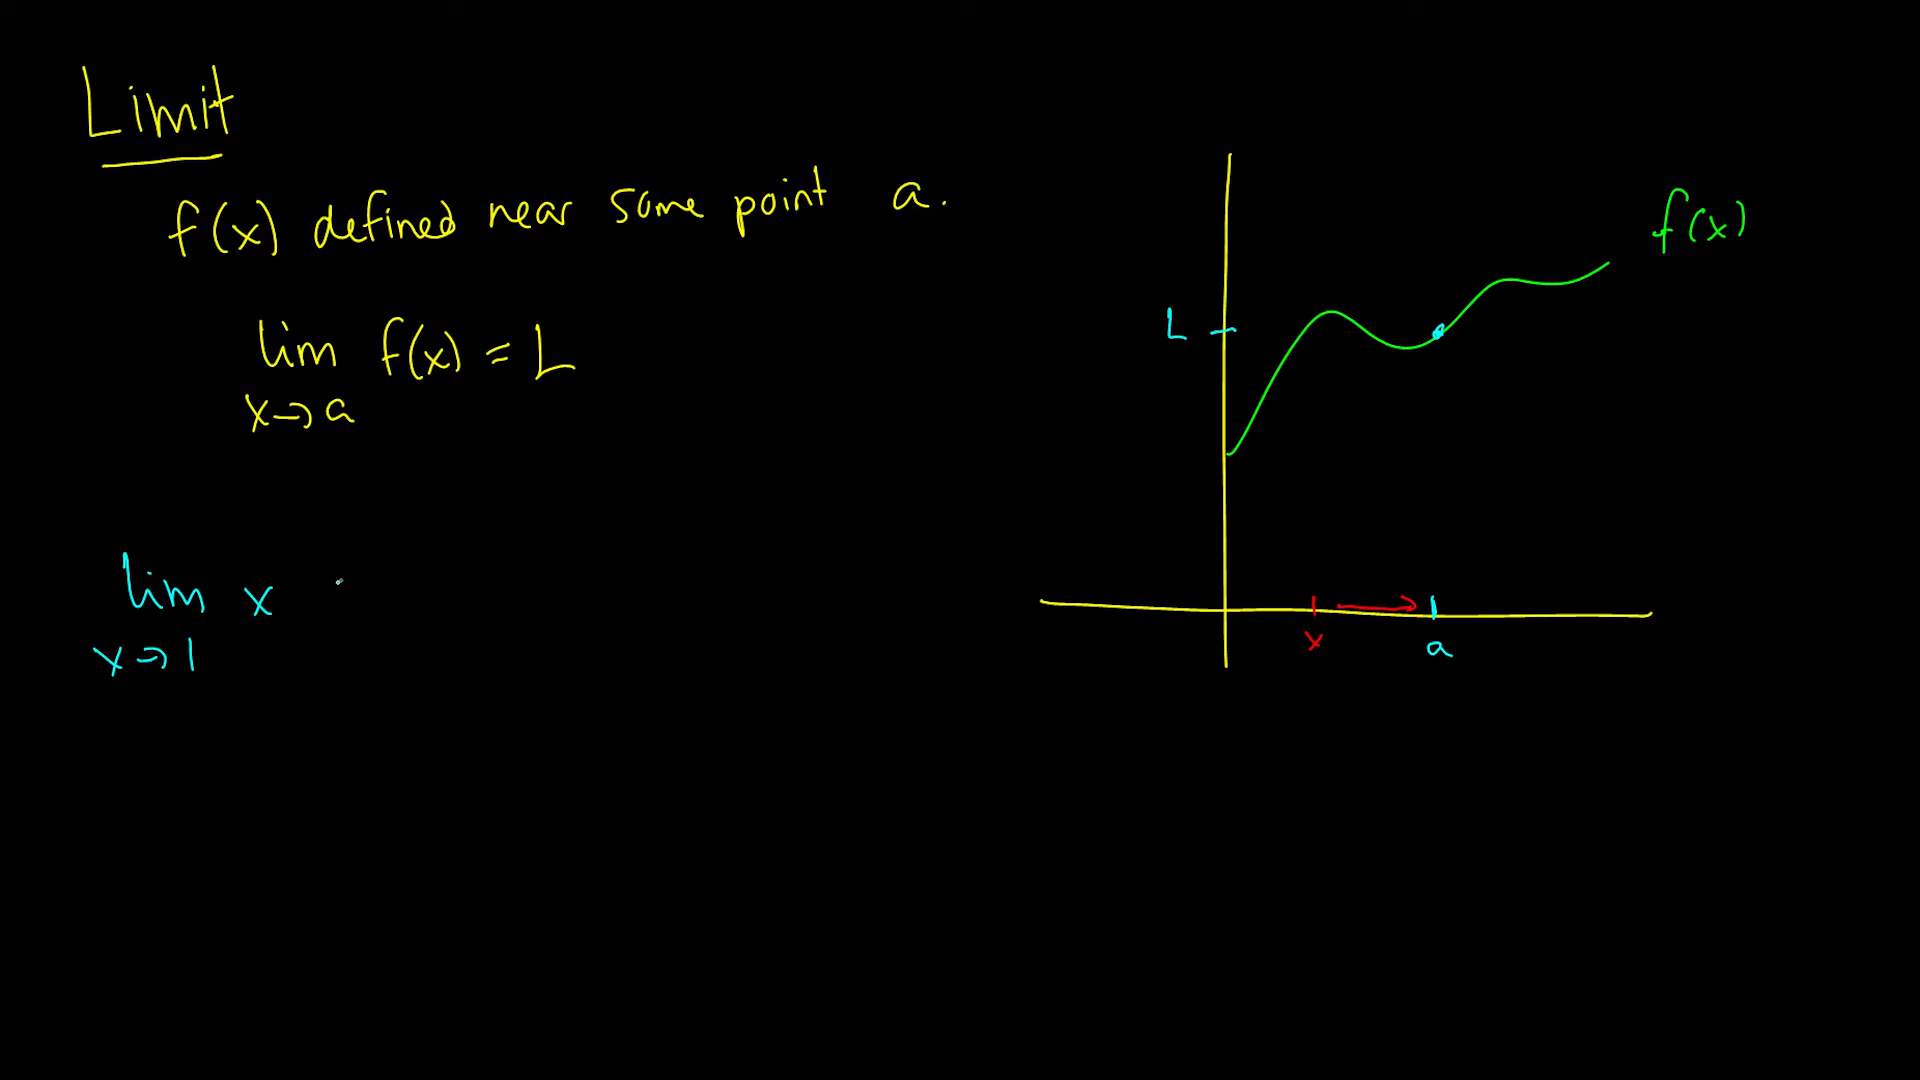 Limit
f(x) defined near some point a.
lim f(x) = L
x→a
lim x
x→1
f(x)
L
x
a